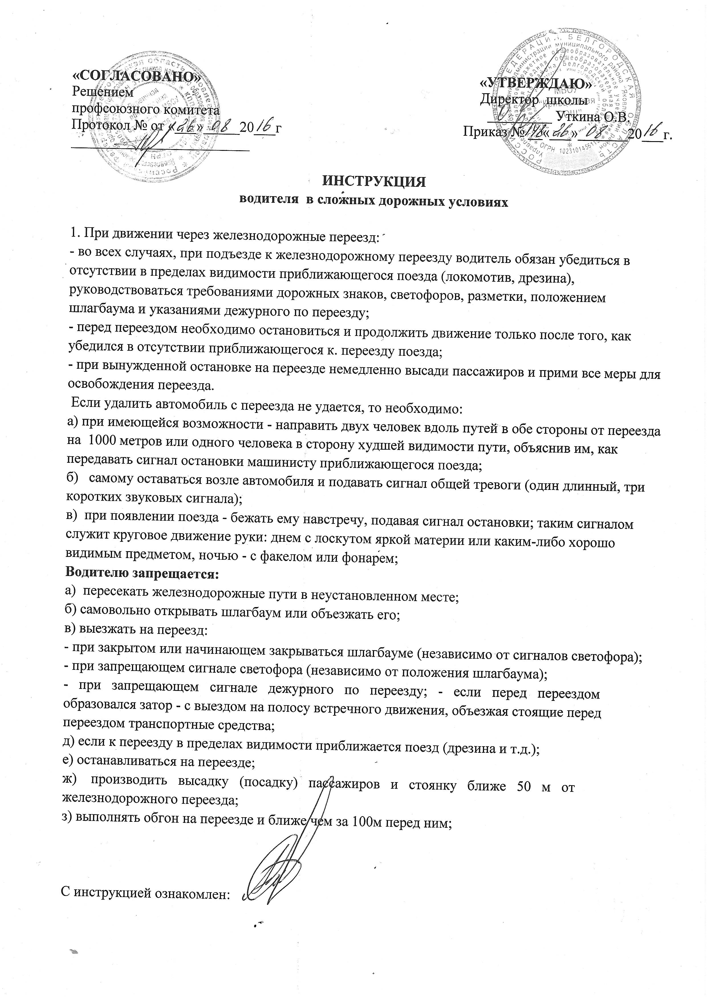 «СОГЛАСОВАНО»
Решением
профсоюзного комитета
Протокол № от «26» 08 2016 г
«УТВЕРЖДАЮ»
Директор школы
Уткина О.В.
Приказ № 198 «26» 08 2016 г.
ИНСТРУКЦИЯ
водителя в сложных дорожных условиях
1. При движении через железнодорожные переезд:
- во всех случаях, при подъезде к железнодорожному переезду водитель обязан убедиться в
отсутствии в пределах видимости приближающегося поезда (локомотив, дрезина),
руководствоваться требованиями дорожных знаков, светофоров, разметки, положением
шлагбаума и указаниями дежурного по переезду;
- перед переездом необходимо остановиться и продолжить движение только после того, как
убедился в отсутствии приближающегося к. переезду поезда;
- при вынужденной остановке на переезде немедленно высади пассажиров и прими все меры для
освобождения переезда.
Если удалить автомобиль с переезда не удается, то необходимо:
а) при имеющейся возможности - направить двух человек вдоль путей в обе стороны от переезда
на 1000 метров или одного человека в сторону худшей видимости пути, объяснив им, как
передавать сигнал остановки машинисту приближающегося поезда;
б) самому оставаться возле автомобиля и подавать сигнал общей тревоги (один длинный, три
коротких звуковых сигнала);
в) при появлении поезда - бежать ему навстречу, подавая сигнал остановки; таким сигналом
служит круговое движение руки: днем с лоскутом яркой материи или каким-либо хорошо
видимым предметом, ночью - с факелом или фонарем;
Водителю запрещается:
а) пересекать железнодорожные пути в неустановленном месте;
б) самовольно открывать шлагбаум или объезжать его;
в) выезжать на переезд:
- при закрытом или начинающем закрываться шлагбауме (независимо от сигналов светофора);
- при запрещающем сигнале светофора (независимо от положения шлагбаума);
- при запрещающем сигнале дежурного по переезду; - если перед переездом
образовался затор - с выездом на полосу встречного движения, объезжая стоящие перед
переездом транспортные средства;
д) если к переезду в пределах видимости приближается поезд (дрезина и т.д.);
е) останавливаться на переезде;
ж) производить высадку (посадку) пассажиров и стоянку ближе 50 м от
железнодорожного переезда;
з) выполнять обгон на переезде и ближе чем за 100м перед ним;
С инструкцией ознакомлен: